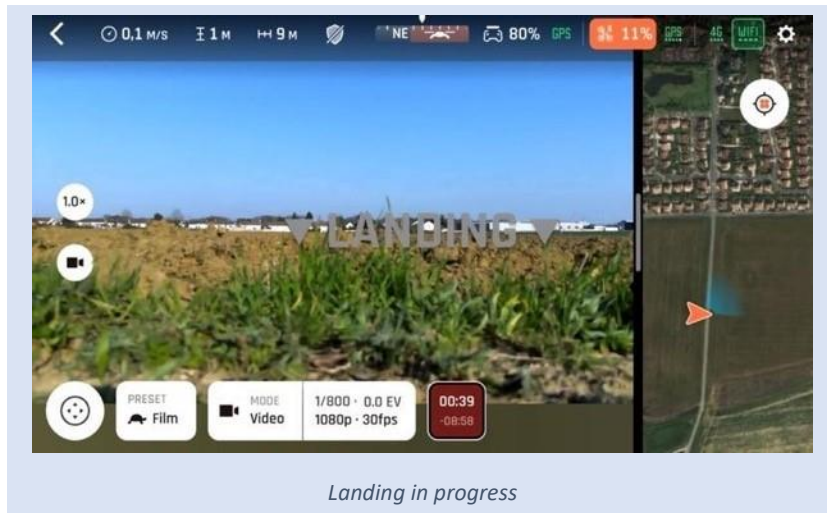 0,1 M/S 1 M 9 M NE 80% GPS 11% GPS 4G WIFI
1.0×
▼LANDING▼
PRESET
Film
MODE
Video
1/800 · 0.0 EV
1080p · 30fps
00:39
-08:58
Landing in progress